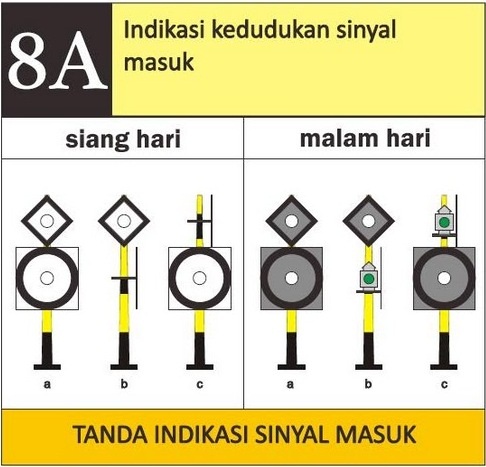 8A
Indikasi kedudukan sinyal
masuk
siang hari
malam hari
a
b
c
a
b
c
TANDA INDIKASI SINYAL MASUK